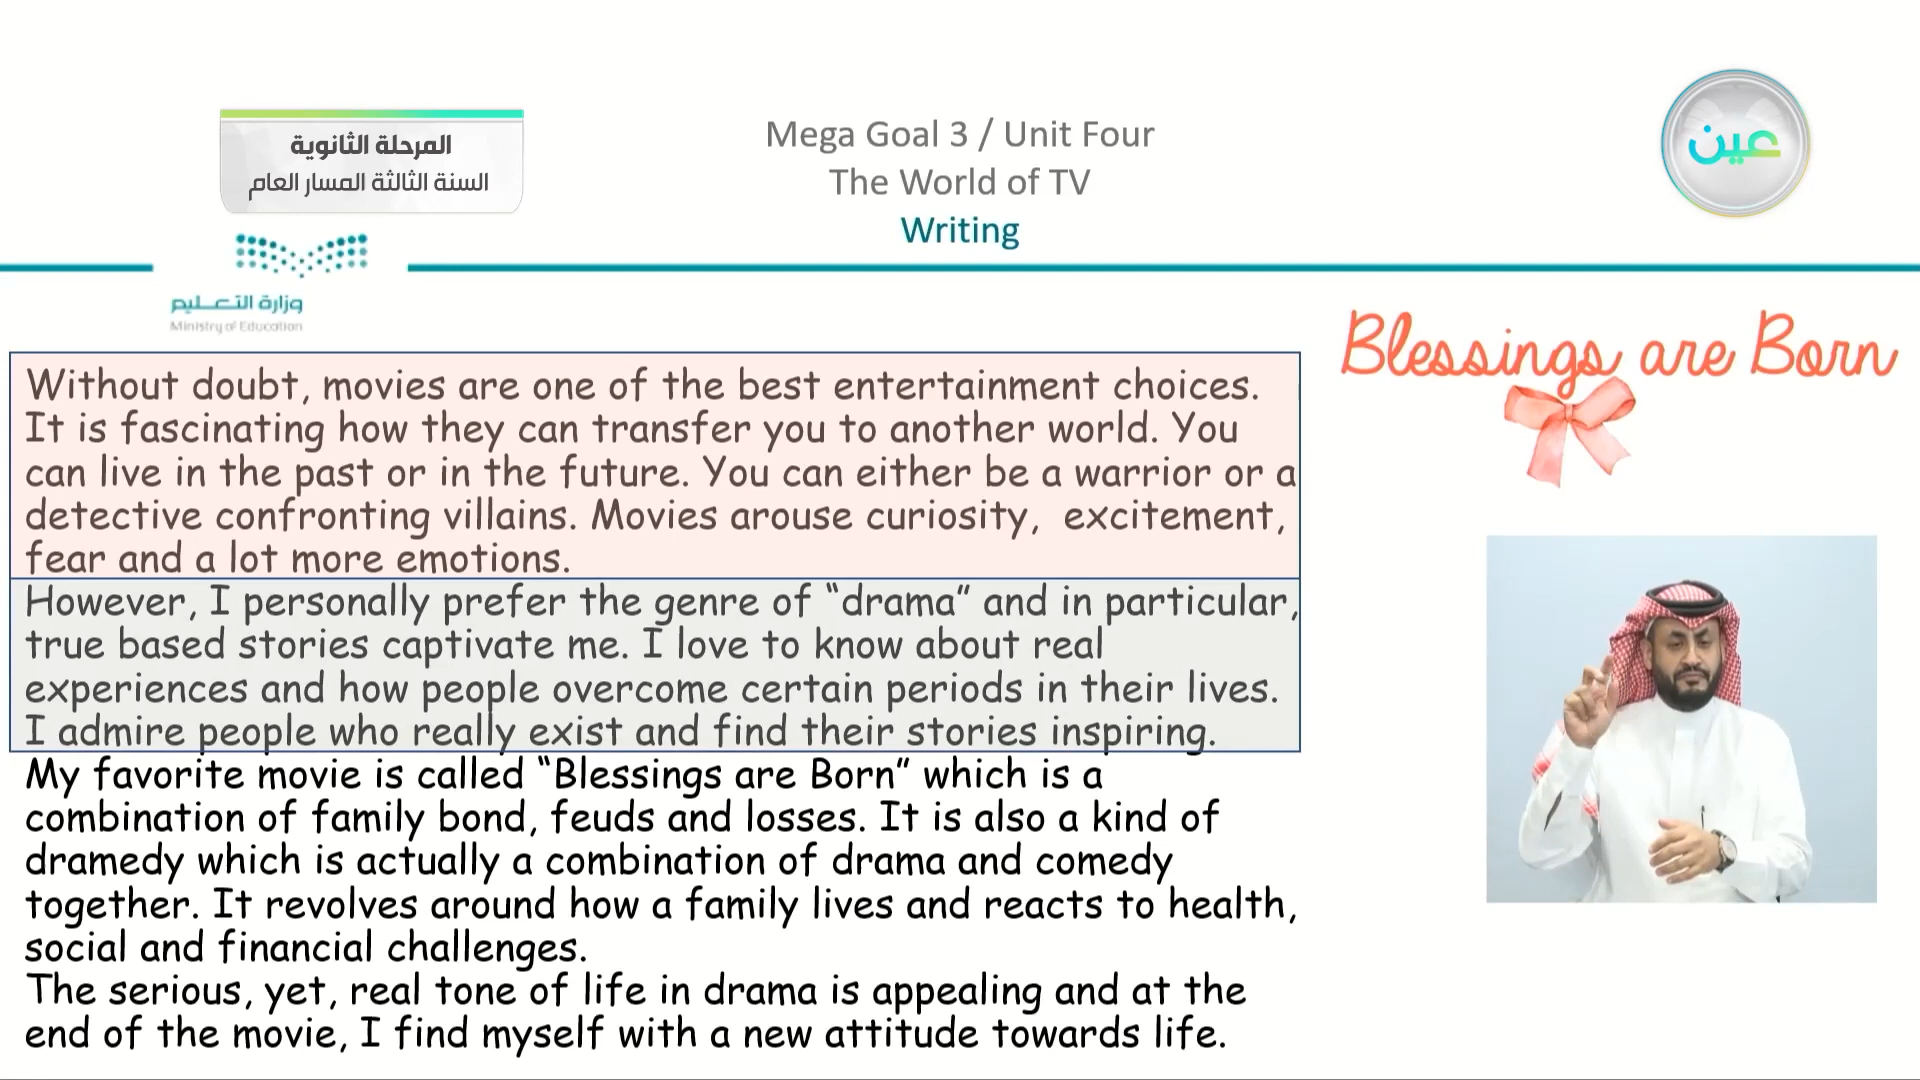 المرحلة الثانوية
السنة الثالثة المسار العام
Mega Goal 3 / Unit Four
The World of TV
Writing
عين
وزارة التعليم
Ministry of Education
Blessings are Born
Without doubt, movies are one of the best entertainment choices.
It is fascinating how they can transfer you to another world. You
can live in the past or in the future. You can either be a warrior or a
detective confronting villains. Movies arouse curiosity, excitement,
fear and a lot more emotions.
However, I personally prefer the genre of “drama” and in particular,
true based stories captivate me. I love to know about real
experiences and how people overcome certain periods in their lives.
I admire people who really exist and find their stories inspiring.
My favorite movie is called “Blessings are Born” which is a
combination of family bond, feuds and losses. It is also a kind of
dramedy which is actually a combination of drama and comedy
together. It revolves around how a family lives and reacts to health,
social and financial challenges.
The serious, yet, real tone of life in drama is appealing and at the
end of the movie, I find myself with a new attitude towards life.